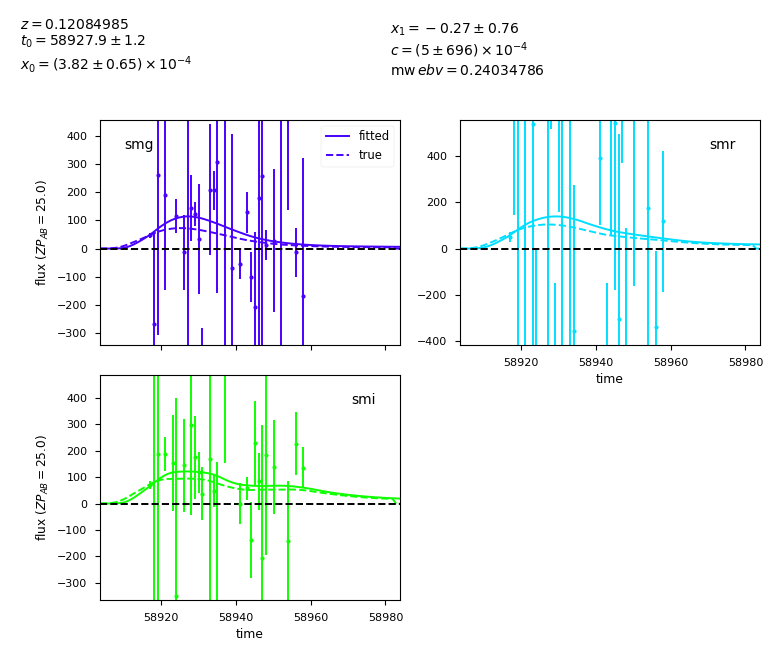 z = 0.12084985
t₀ = 58927.9 ± 1.2
x₀ = (3.82 ± 0.65) × 10⁻⁴
x₁ = −0.27 ± 0.76
c = (5 ± 696) × 10⁻⁴
mw ebv = 0.24034786
smg
fitted
true
flux (ZP_AB = 25.0)
400
300
200
100
0
−100
−200
−300
smr
400
200
0
−200
−400
58920 58940 58960 58980
time
smi
flux (ZP_AB = 25.0)
400
300
200
100
0
−100
−200
−300
58920 58940 58960 58980
time